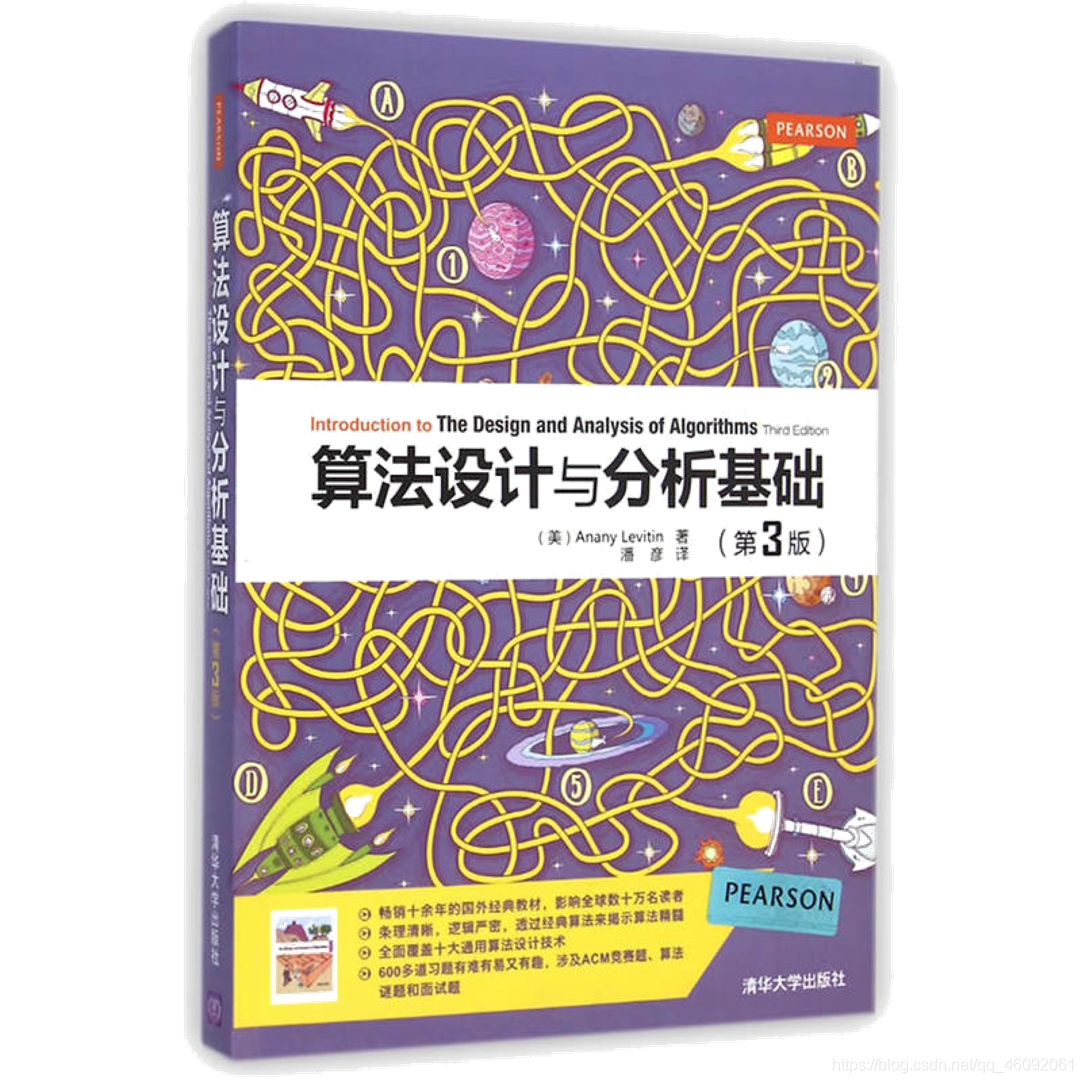 A
PEARSON
B
1
2
Introduction to The Design and Analysis of Algorithms Third Edition
算法设计与分析基础
（美）Anany Levitin 著
潘 彦 译
（第3版）
D
5
E
畅销十余年的国外经典教材，影响全球数十万名读者
条理清晰，逻辑严密，透过经典算法来揭示算法精髓
全面覆盖十大通用算法设计技术
600多道习题有难有易又有趣，涉及ACM竞赛题、算法
谜题和面试题
PEARSON
清华大学出版社
PEARSON
算法设计与分析基础
（第3版）
清华大学出版社
https://blog.csdn.net/qq_46092061